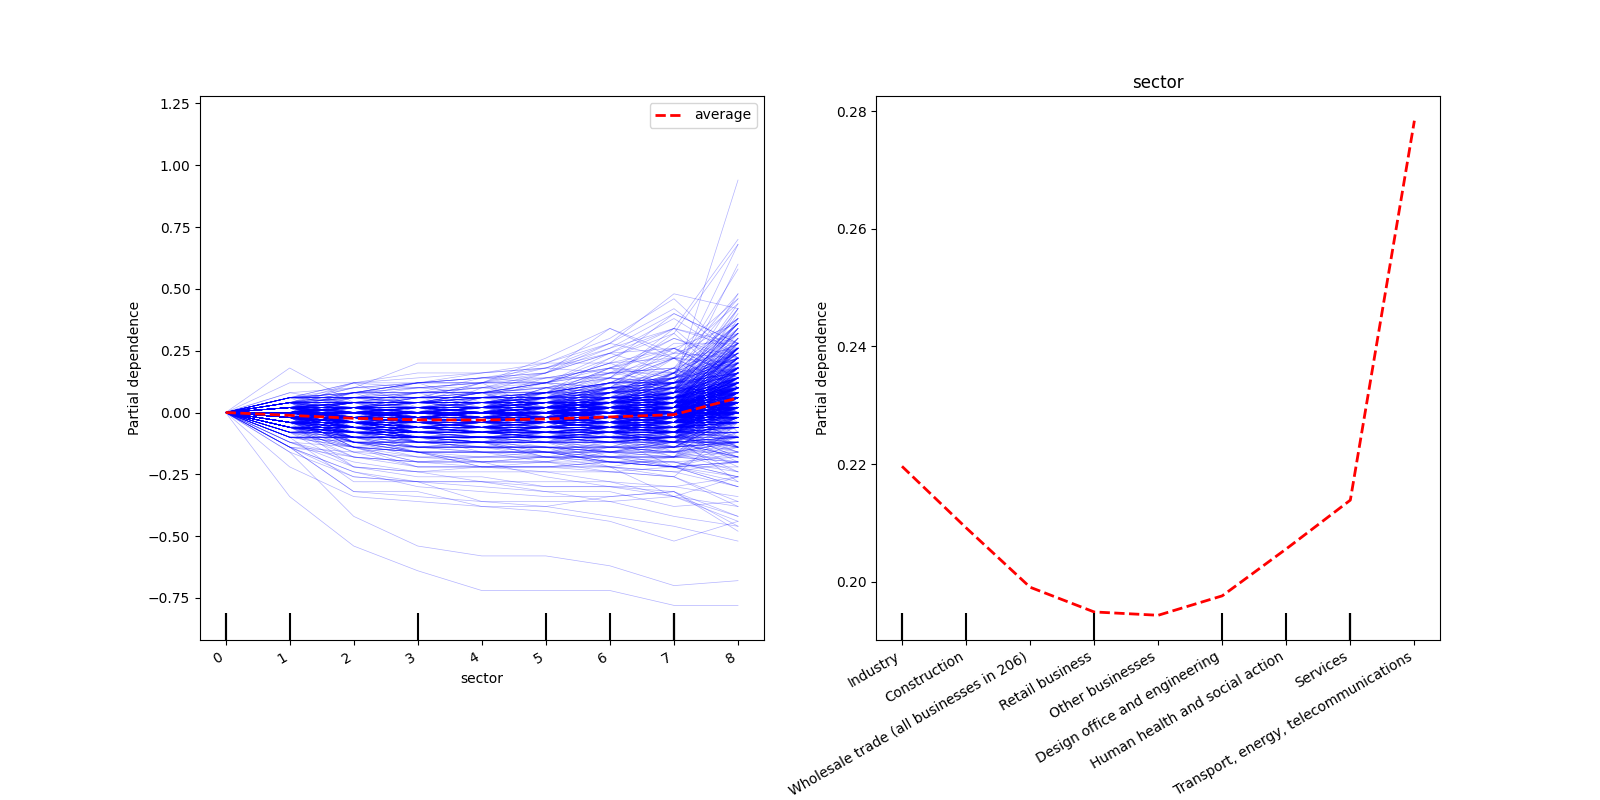 1.25
1.00
0.75
0.50
0.25
0.00
−0.25
−0.50
−0.75
Partial dependence
average
0
1
2
3
4
5
6
7
8
sector
sector
0.28
0.26
0.24
0.22
0.20
Partial dependence
Industry
Construction
Wholesale trade (all businesses in 206)
Retail business
Other businesses
Design office and engineering
Human health and social action
Services
Transport, energy, telecommunications